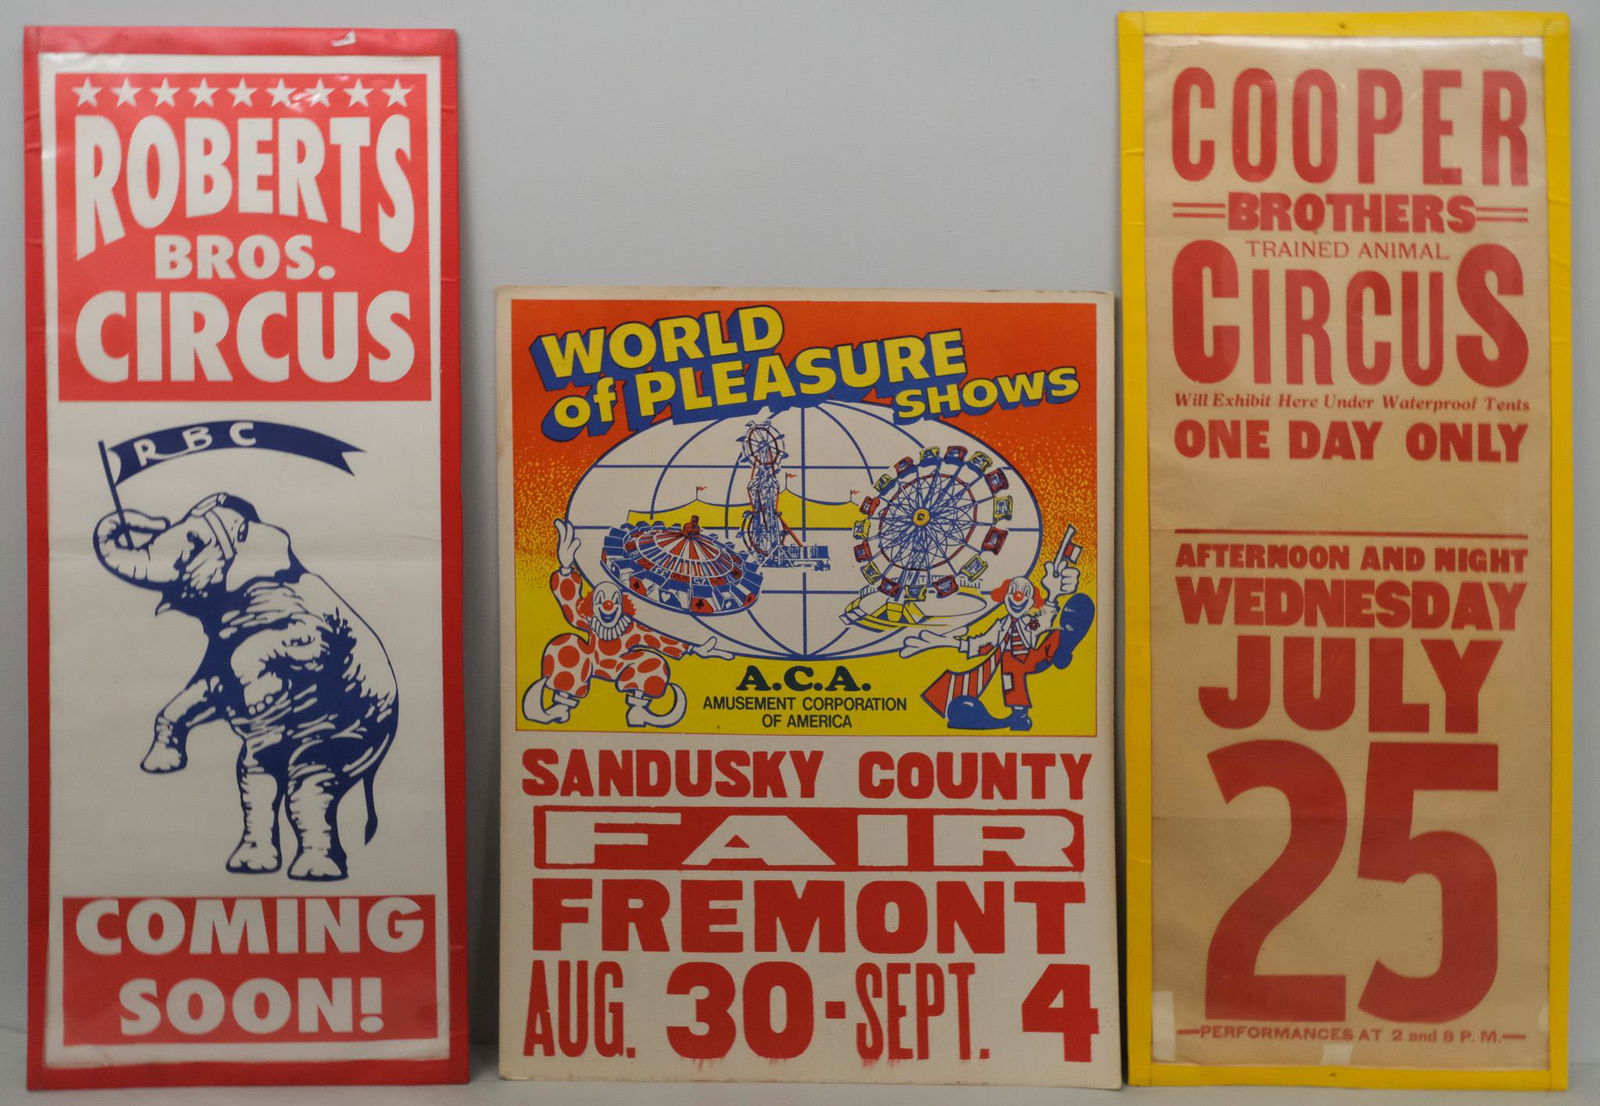 ROBERTS
BROS.
CIRCUS
RBC
COMING
SOON!
WORLD
of PLEASURE
SHOWS
A.C.A.
AMUSEMENT CORPORATION
OF AMERICA
SANDUSKY COUNTY
FAIR
FREMONT
AUG. 30-SEPT. 4
COOPER
BROTHERS
TRAINED ANIMAL
CIRCUS
Will Exhibit Here Under Waterproof Tents
ONE DAY ONLY
AFTERNOON AND NIGHT
WEDNESDAY
JULY
25
PERFORMANCES AT 2 and 8 P. M.